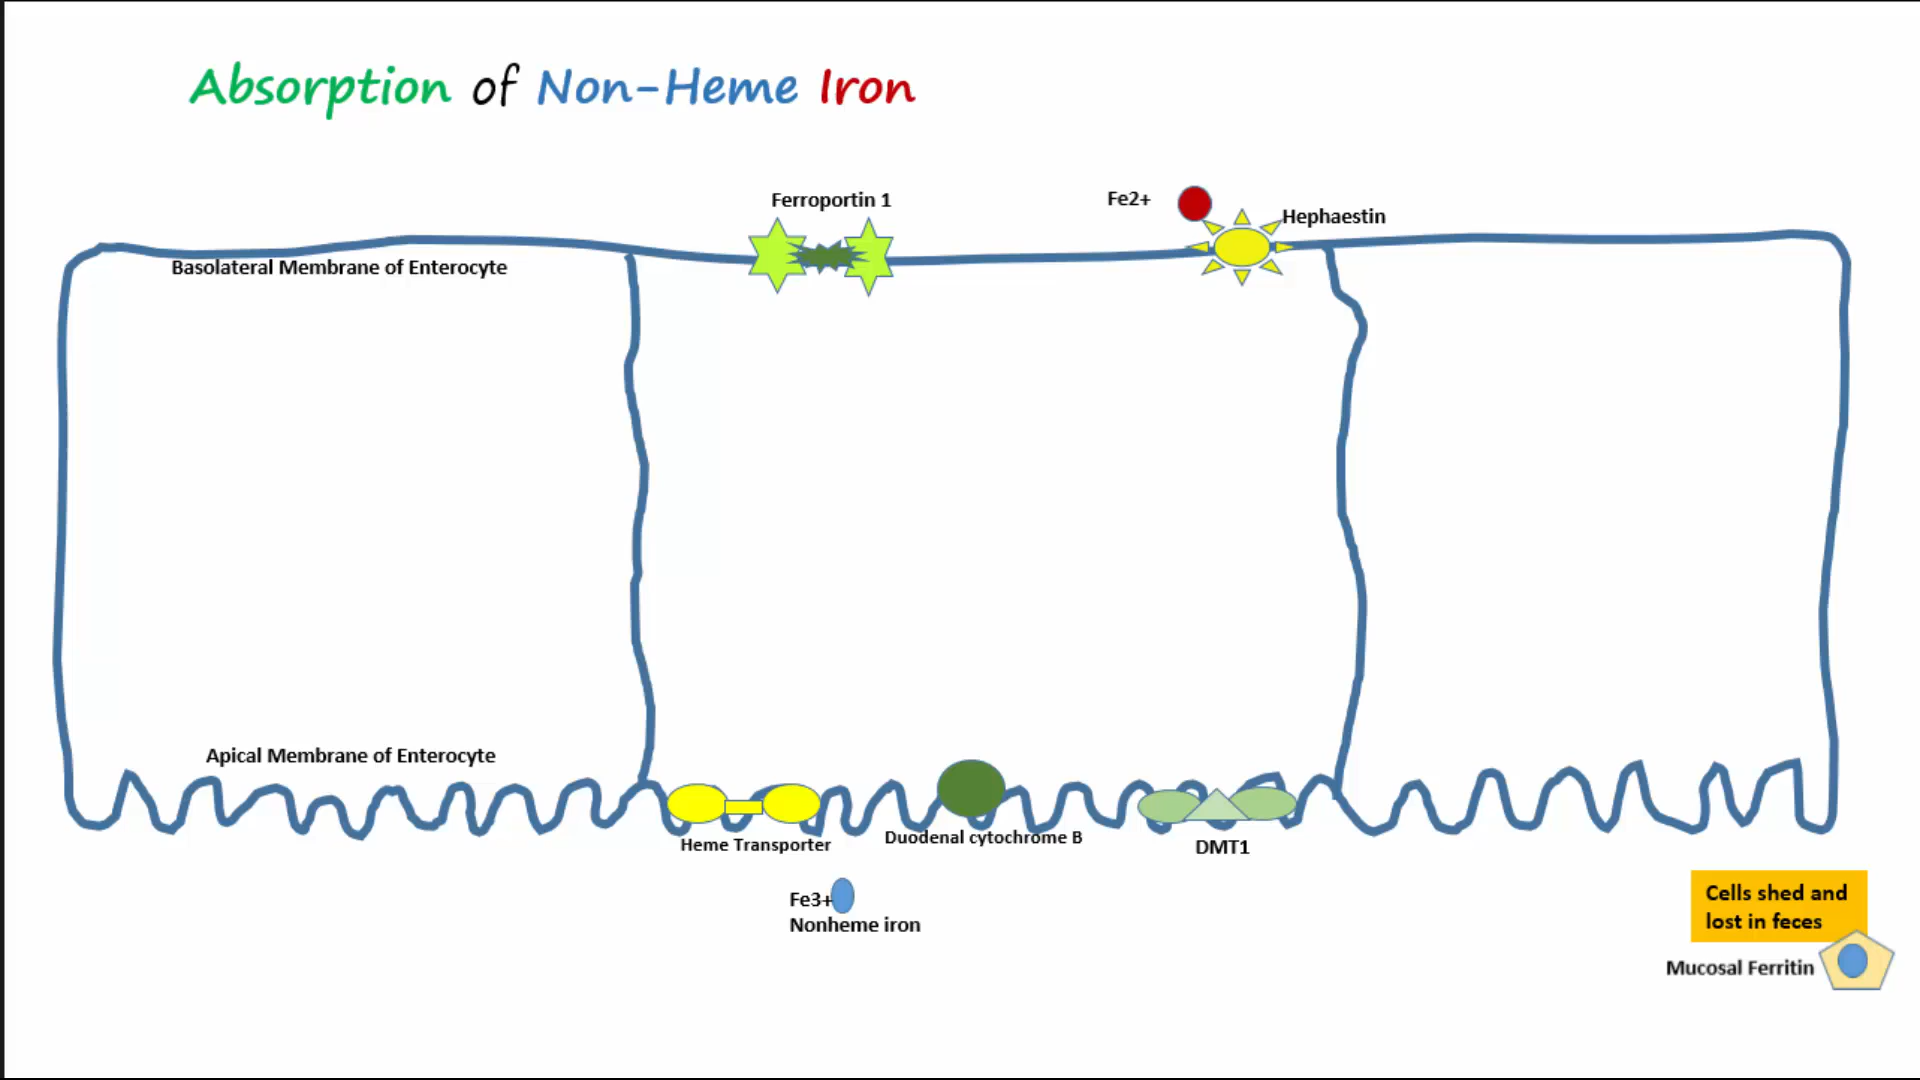 Absorption of Non-Heme Iron
Ferroportin 1
Fe2+
Hephaestin
Basolateral Membrane of Enterocyte
Apical Membrane of Enterocyte
Heme Transporter
Duodenal cytochrome B
DMT1
Fe3+
Nonheme iron
Cells shed and
lost in feces
Mucosal Ferritin